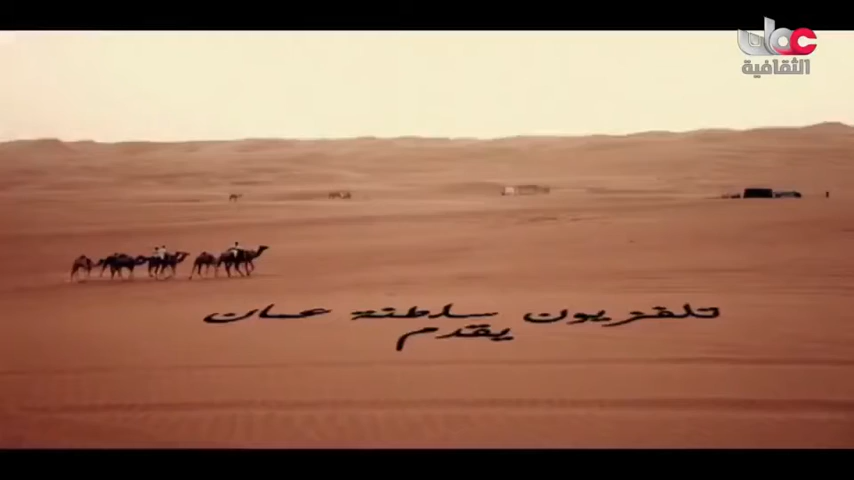 عمان
الثقافية
تلفزيون سلطنة عمان
يقدم